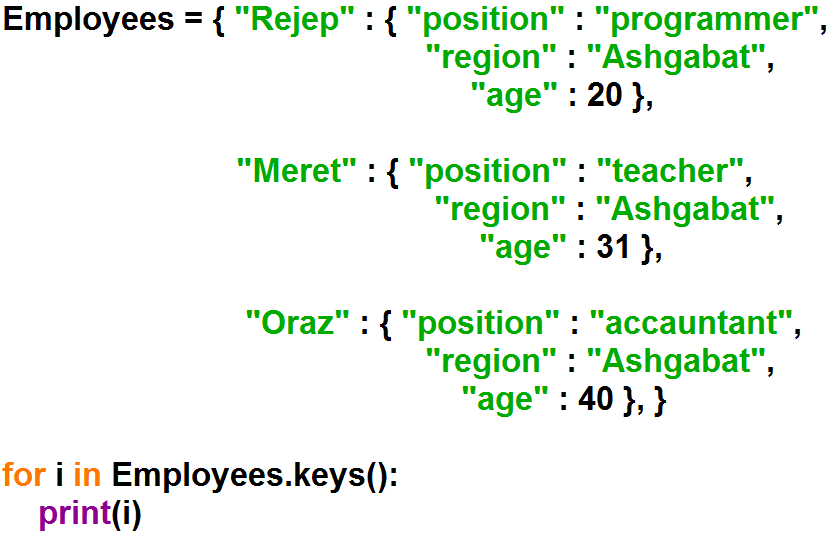 Employees = { "Rejep" : { "position" : "programmer",
"region" : "Ashgabat",
"age" : 20 },
"Meret" : { "position" : "teacher",
"region" : "Ashgabat",
"age" : 31 },
"Oraz" : { "position" : "accauntant",
"region" : "Ashgabat",
"age" : 40 }, }
for i in Employees.keys():
print(i)